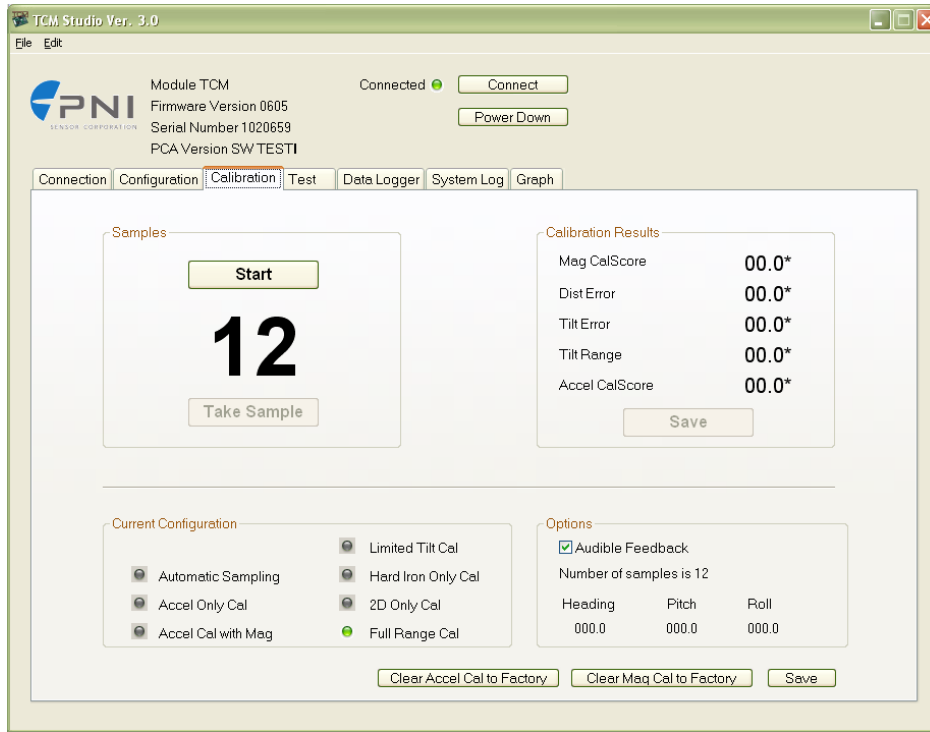 TCM Studio Ver. 3.0
File Edit
PNI
SENSOR CORPORATION
Module TCM
Firmware Version 0605
Serial Number 1020659
PCA Version SW TESTI
Connected
Connect
Power Down
Connection Configuration Calibration Test Data Logger System Log Graph
Samples
Start
12
Take Sample
Calibration Results
Mag CalScore 00.0*
Dist Error 00.0*
Tilt Error 00.0*
Tilt Range 00.0*
Accel CalScore 00.0*
Save
Current Configuration
Automatic Sampling
Accel Only Cal
Accel Cal with Mag
Limited Tilt Cal
Hard Iron Only Cal
2D Only Cal
Full Range Cal
Options
Audible Feedback
Number of samples is 12
Heading Pitch Roll
000.0 000.0 000.0
Clear Accel Cal to Factory Clear Mag Cal to Factory Save